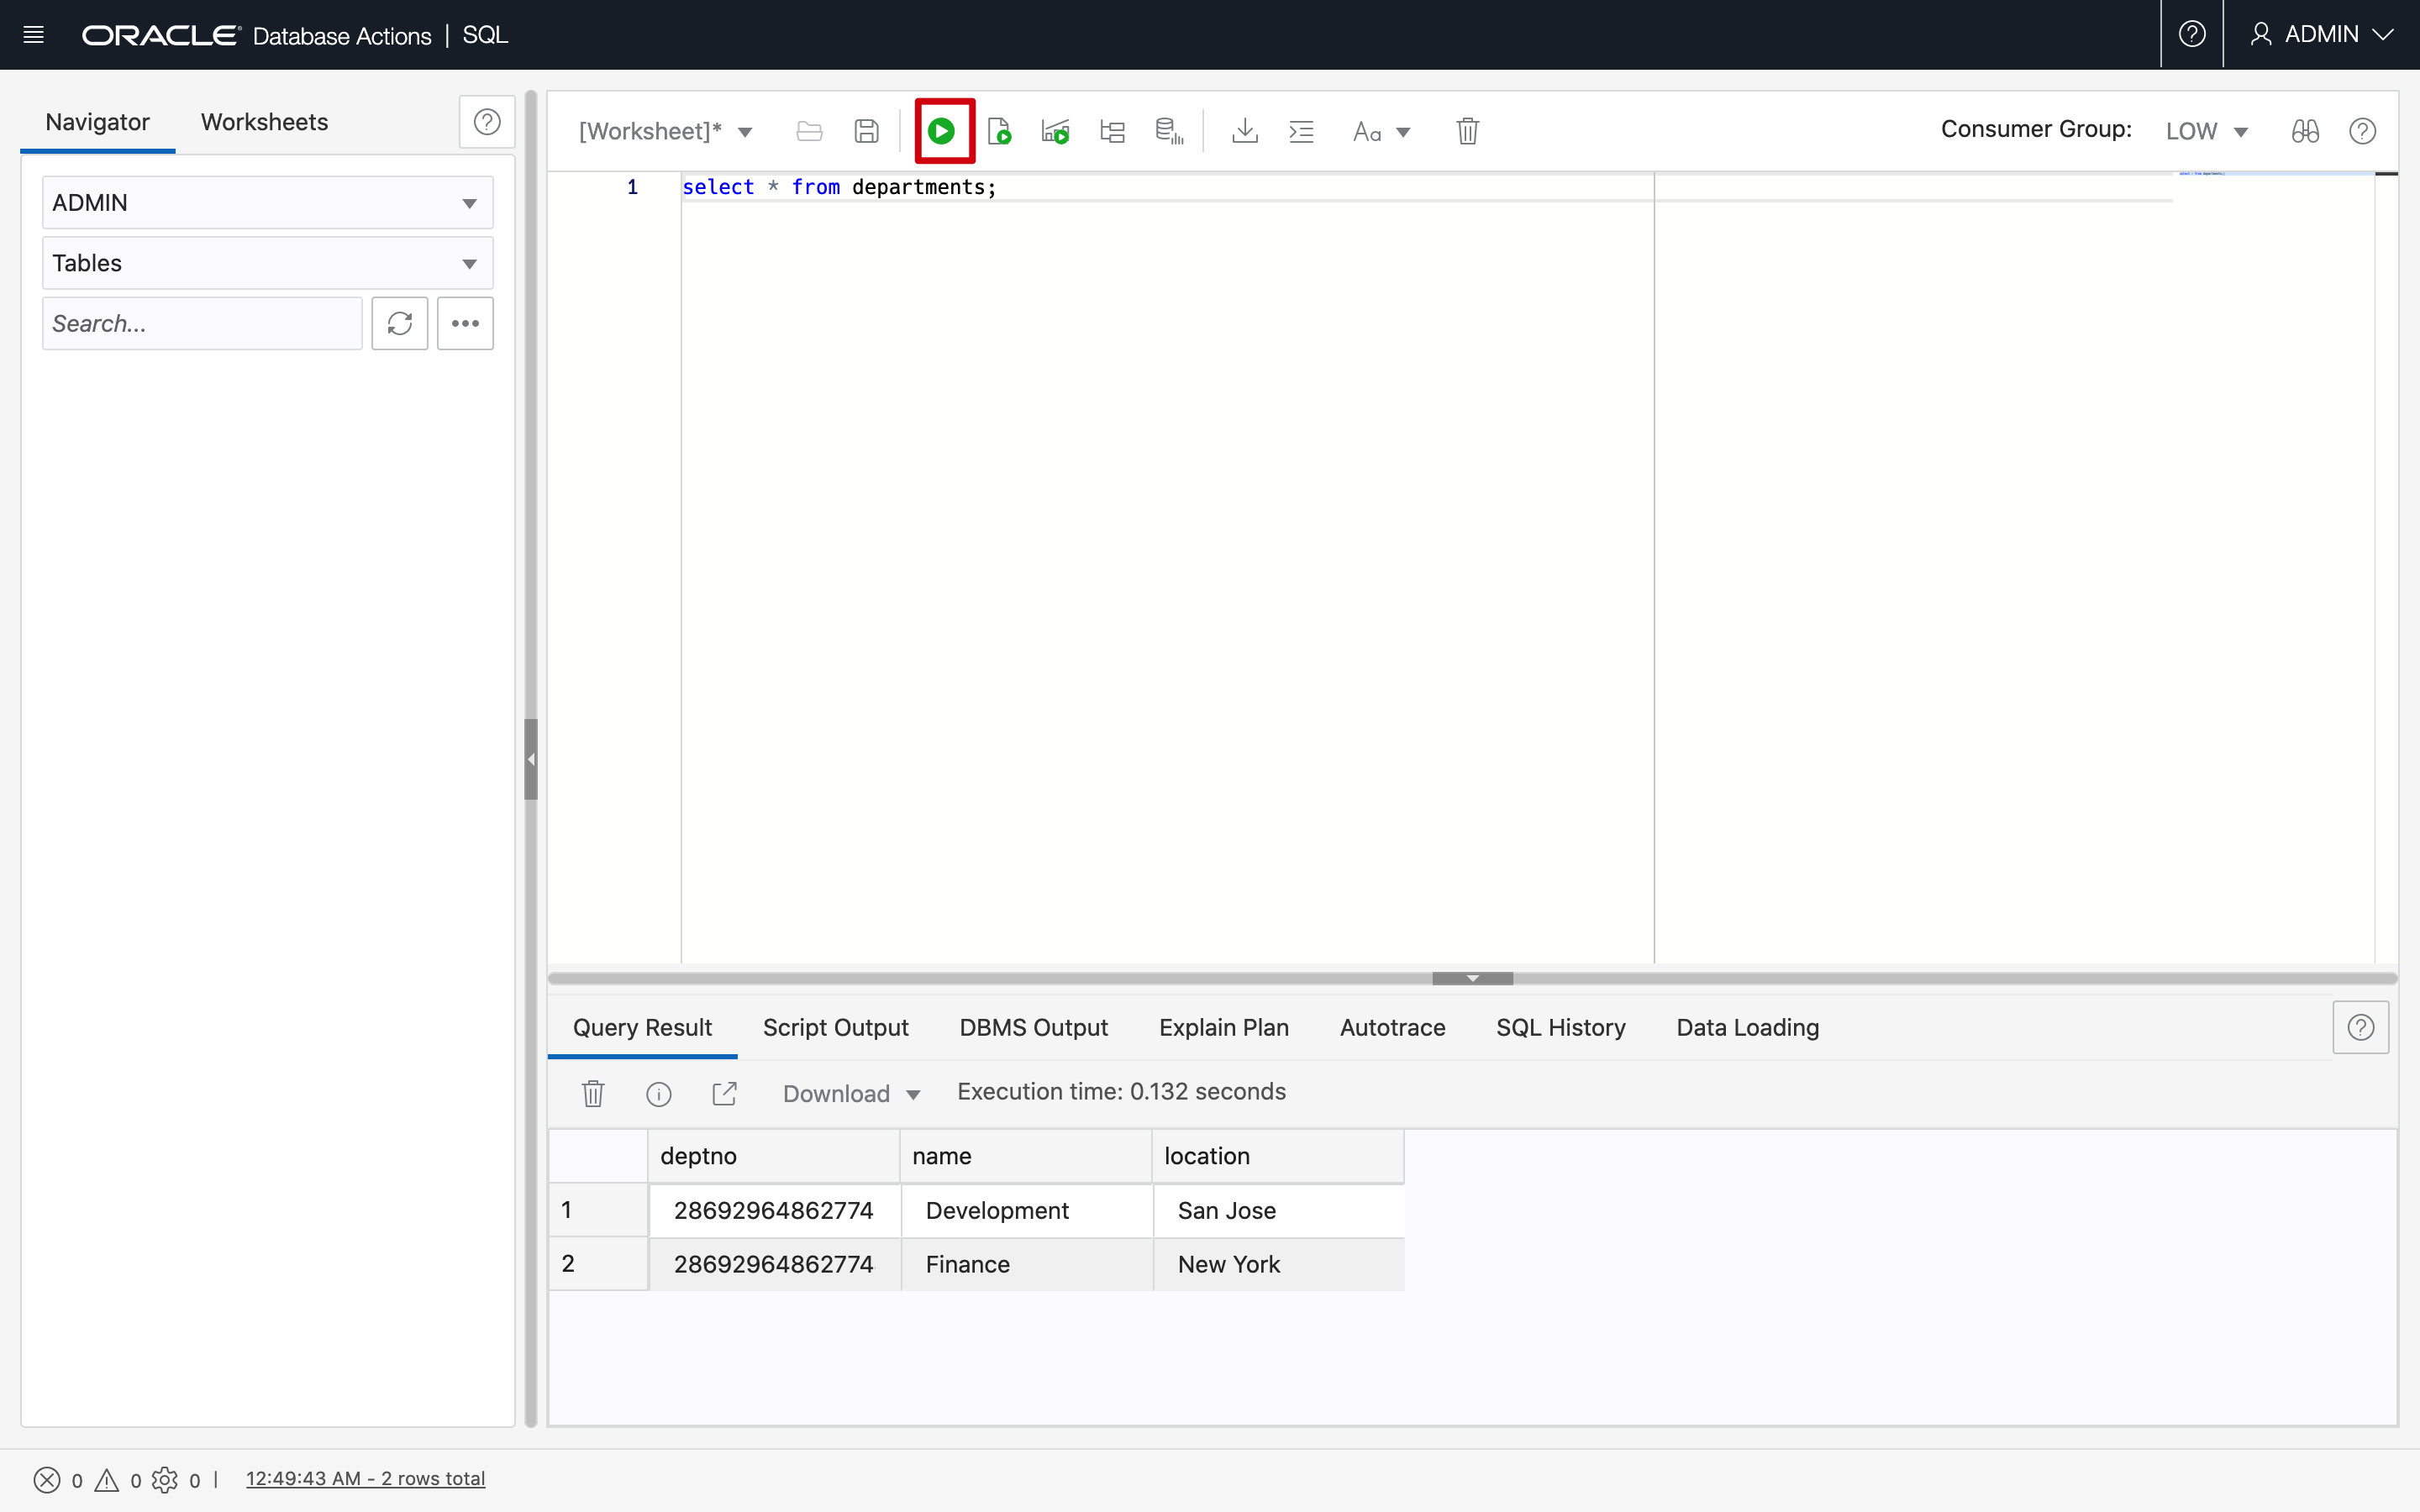 ORACLE Database Actions | SQL
ADMIN
Navigator Worksheets
ADMIN
Tables
Search...
[Worksheet]*
Aa
Consumer Group: LOW
1 select * from departments;
Query Result Script Output DBMS Output Explain Plan Autotrace SQL History Data Loading
Download Execution time: 0.132 seconds
deptno name location
1 28692964862774 Development San Jose
2 28692964862774 Finance New York
0 0 0 | 12:49:43 AM - 2 rows total